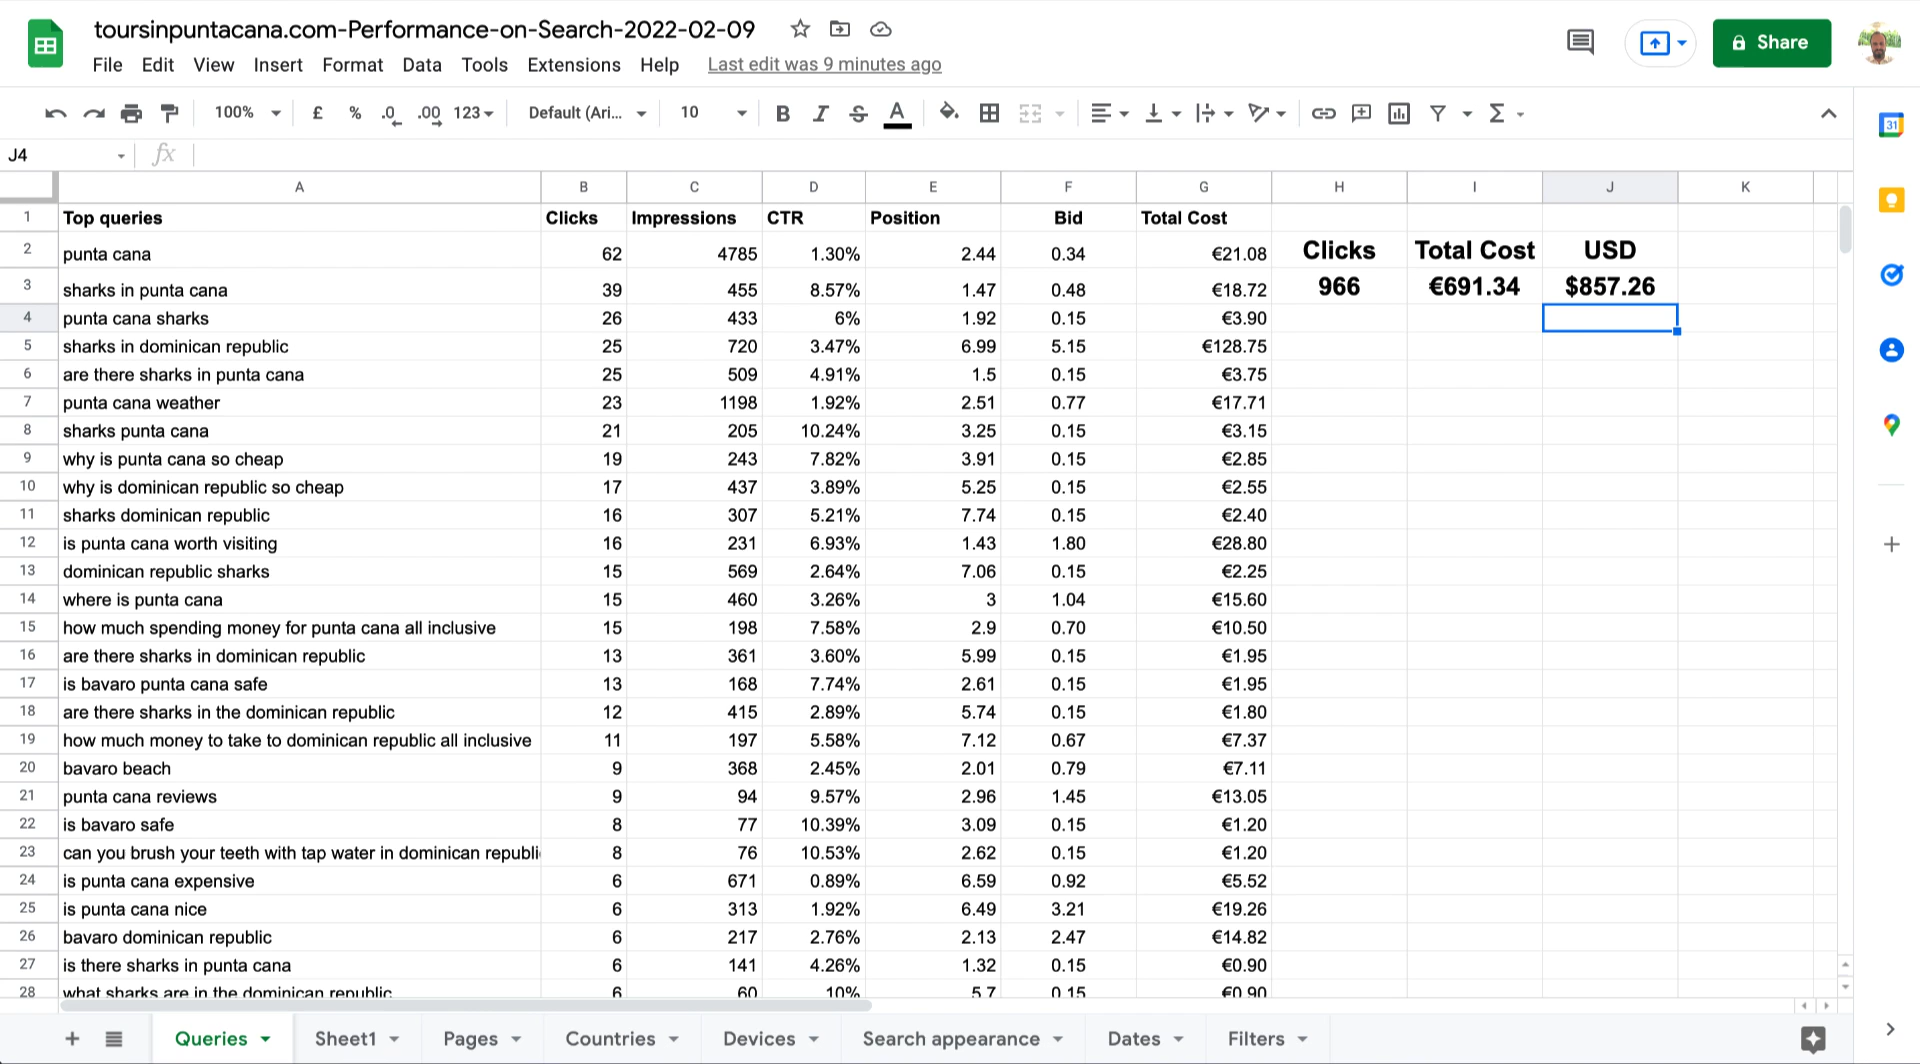 toursinpuntacana.com-Performance-on-Search-2022-02-09
File Edit View Insert Format Data Tools Extensions Help Last edit was 9 minutes ago
Share
100% £ % .0 .00 123 Default (Ari... 10 B I S A
31
J4 fx
A B C D E F G H I J K
1 Top queries Clicks Impressions CTR Position Bid Total Cost
2 punta cana 62 4785 1.30% 2.44 0.34 €21.08 Clicks Total Cost USD
3 sharks in punta cana 39 455 8.57% 1.47 0.48 €18.72 966 €691.34 $857.26
4 punta cana sharks 26 433 6% 1.92 0.15 €3.90
5 sharks in dominican republic 25 720 3.47% 6.99 5.15 €128.75
6 are there sharks in punta cana 25 509 4.91% 1.5 0.15 €3.75
7 punta cana weather 23 1198 1.92% 2.51 0.77 €17.71
8 sharks punta cana 21 205 10.24% 3.25 0.15 €3.15
9 why is punta cana so cheap 19 243 7.82% 3.91 0.15 €2.85
10 why is dominican republic so cheap 17 437 3.89% 5.25 0.15 €2.55
11 sharks dominican republic 16 307 5.21% 7.74 0.15 €2.40
12 is punta cana worth visiting 16 231 6.93% 1.43 1.80 €28.80
13 dominican republic sharks 15 569 2.64% 7.06 0.15 €2.25
14 where is punta cana 15 460 3.26% 3 1.04 €15.60
15 how much spending money for punta cana all inclusive 15 198 7.58% 2.9 0.70 €10.50
16 are there sharks in dominican republic 13 361 3.60% 5.99 0.15 €1.95
17 is bavaro punta cana safe 13 168 7.74% 2.61 0.15 €1.95
18 are there sharks in the dominican republic 12 415 2.89% 5.74 0.15 €1.80
19 how much money to take to dominican republic all inclusive 11 197 5.58% 7.12 0.67 €7.37
20 bavaro beach 9 368 2.45% 2.01 0.79 €7.11
21 punta cana reviews 9 94 9.57% 2.96 1.45 €13.05
22 is bavaro safe 8 77 10.39% 3.09 0.15 €1.20
23 can you brush your teeth with tap water in dominican republi 8 76 10.53% 2.62 0.15 €1.20
24 is punta cana expensive 6 671 0.89% 6.59 0.92 €5.52
25 is punta cana nice 6 313 1.92% 6.49 3.21 €19.26
26 bavaro dominican republic 6 217 2.76% 2.13 2.47 €14.82
27 is there sharks in punta cana 6 141 4.26% 1.32 0.15 €0.90
28 what sharks are in the dominican republic 6 60 10% 5.7 0.15 €0.90
Queries Sheet1 Pages Countries Devices Search appearance Dates Filters